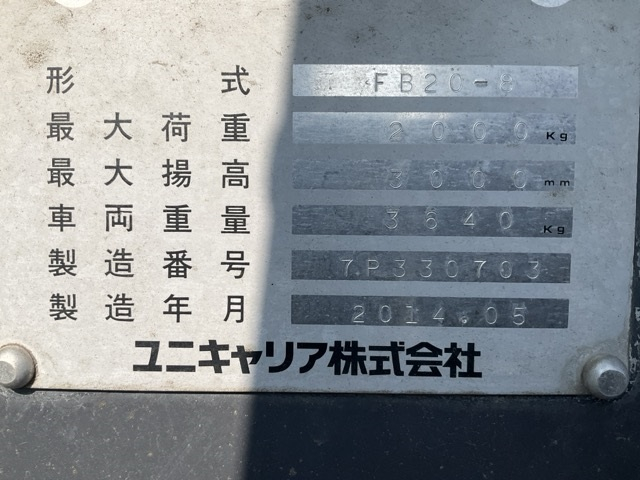 形式 FB20-8
最大荷重 2000 Kg
最大揚高 3000 mm
車両重量 3640 Kg
製造番号 7P330703
製造年月 2014.05
ユニキャリア株式会社